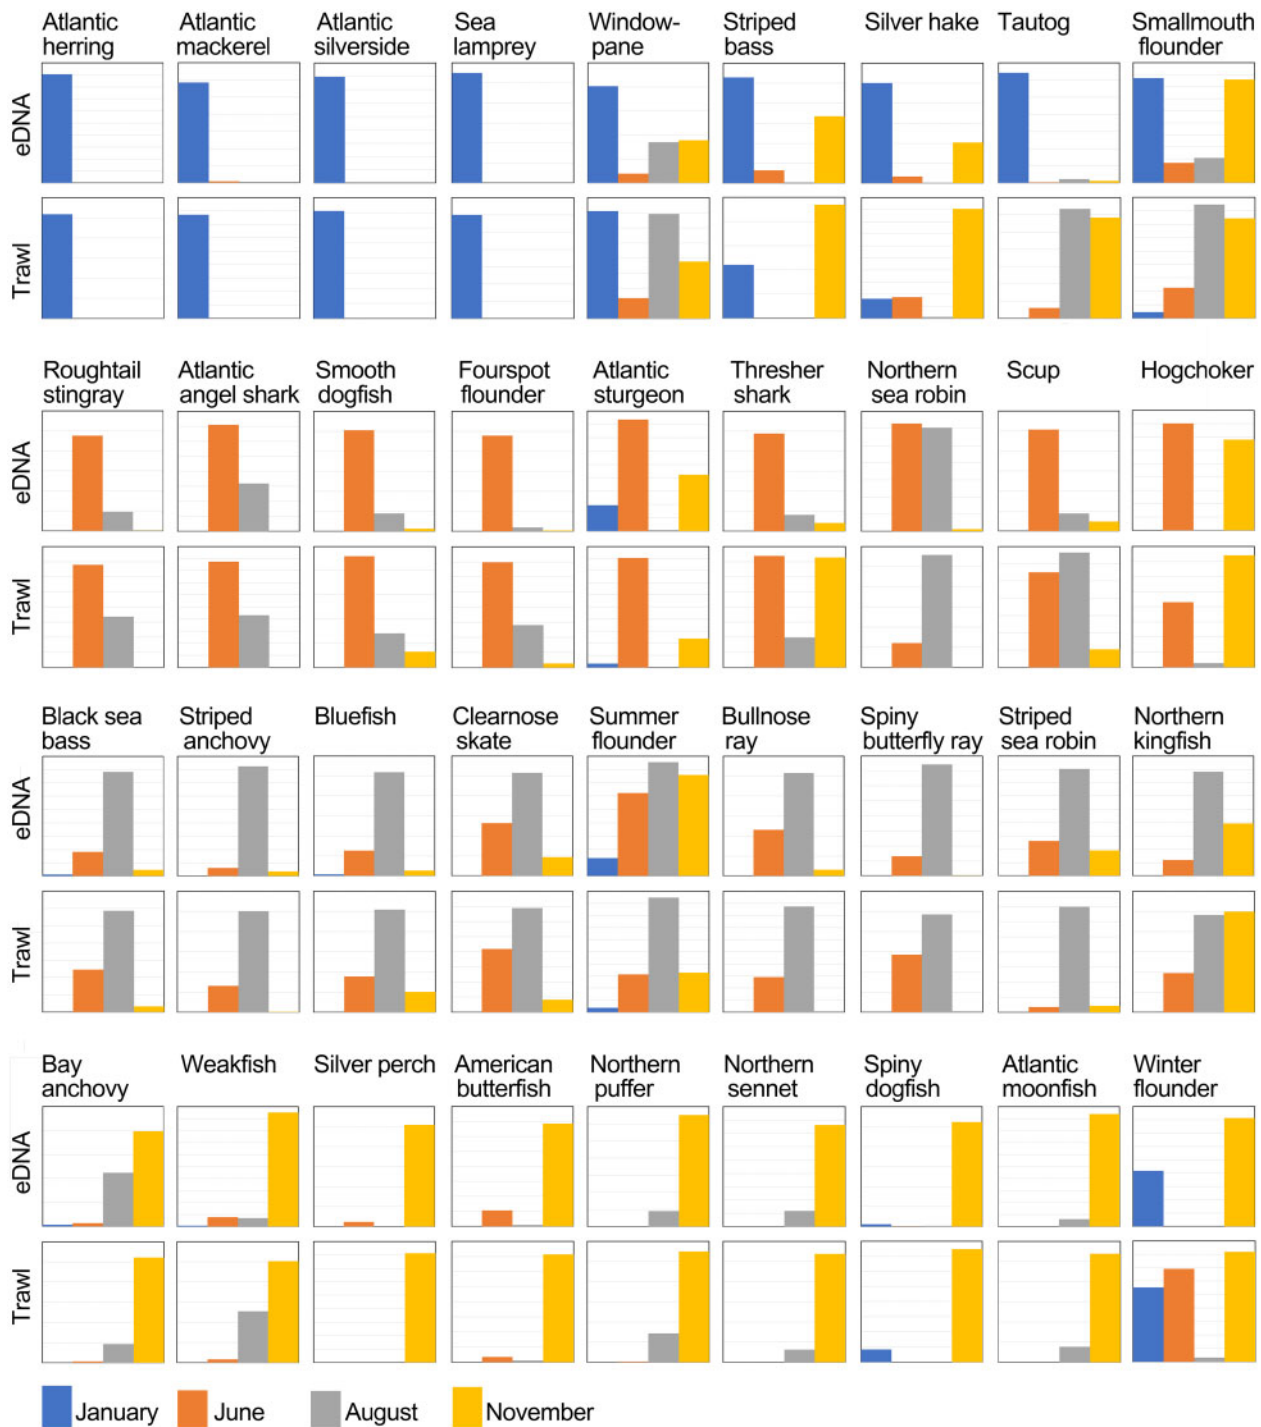 Atlantic herring
Atlantic mackerel
Atlantic silverside
Sea lamprey
Window-pane
Striped bass
Silver hake
Tautog
Smallmouth flounder
eDNA
Trawl
Roughtail stingray
Atlantic angel shark
Smooth dogfish
Fourspot flounder
Atlantic sturgeon
Thresher shark
Northern sea robin
Scup
Hogchoker
eDNA
Trawl
Black sea bass
Striped anchovy
Bluefish
Clearnose skate
Summer flounder
Bullnose ray
Spiny butterfly ray
Striped sea robin
Northern kingfish
eDNA
Trawl
Bay anchovy
Weakfish
Silver perch
American butterfish
Northern puffer
Northern sennet
Spiny dogfish
Atlantic moonfish
Winter flounder
eDNA
Trawl
January
June
August
November